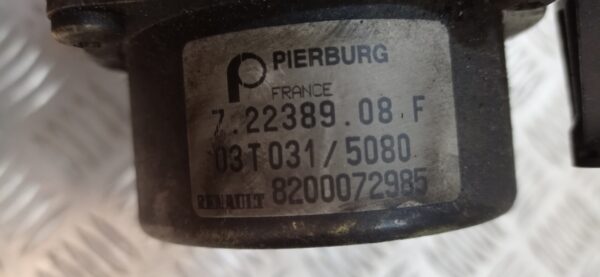 PIERBURG
FRANCE
7.22389.08 F
03T031/5080
RENAULT 8200072985